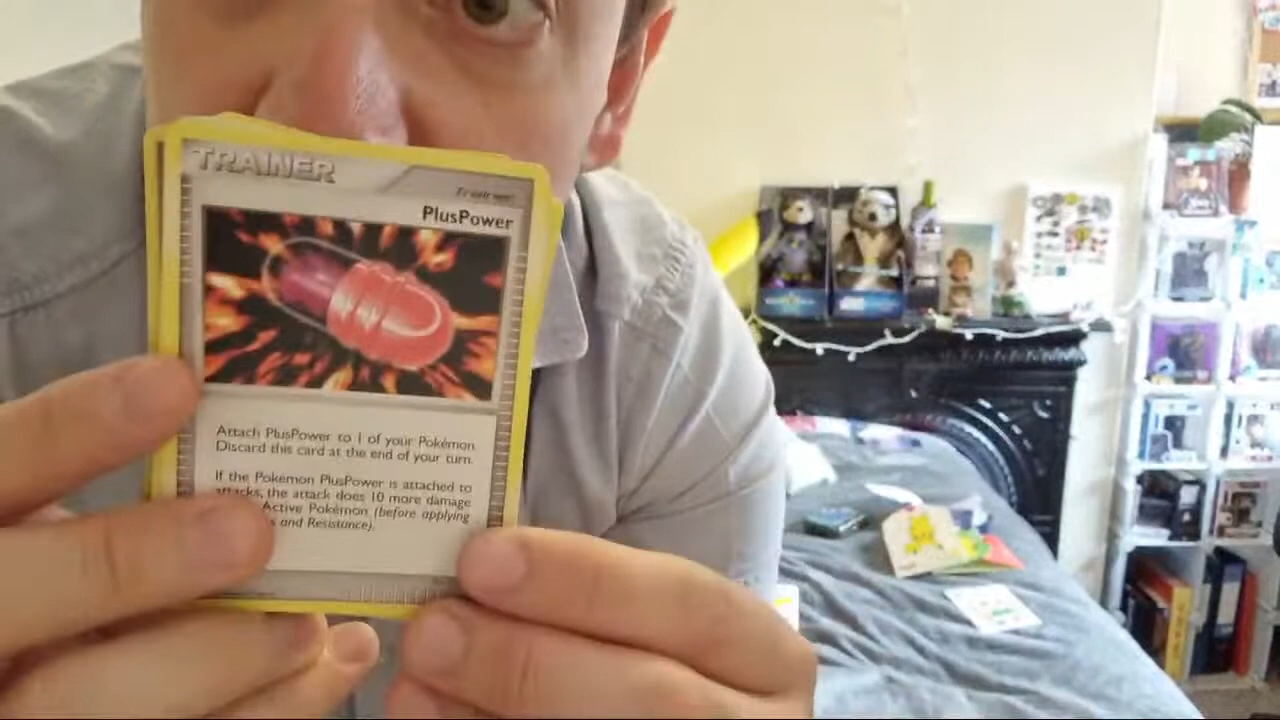 TRAINER
Trainer
PlusPower
Attach PlusPower to 1 of your Pokémon.
Discard this card at the end of your turn.
If the Pokémon PlusPower is attached to
attacks, the attack does 10 more damage
Active Pokémon (before applying
and Resistance).